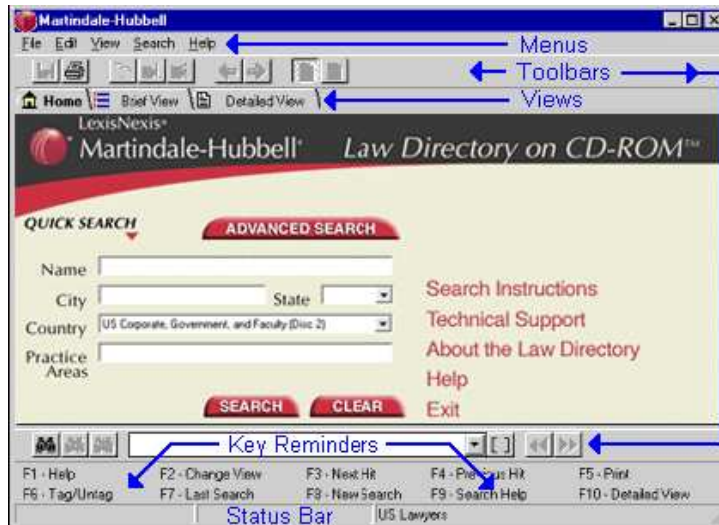 Martindale-Hubbell
File Edit View Search Help
Menus
Toolbars
Home Brief View Detailed View
Views
LexisNexis
Martindale-Hubbell Law Directory on CD-ROM™
QUICK SEARCH
ADVANCED SEARCH
Name
City State
Country US Corporate, Government, and Faculty (Disc 2)
Practice Areas
SEARCH CLEAR
Search Instructions
Technical Support
About the Law Directory
Help
Exit
[ ]
Key Reminders
F1 - Help F2 - Change View F3 - Next Hit F4 - Previous Hit F5 - Print
F6 - Tag/Untag F7 - Last Search F8 - New Search F9 - Search Help F10 - Detailed View
Status Bar US Lawyers